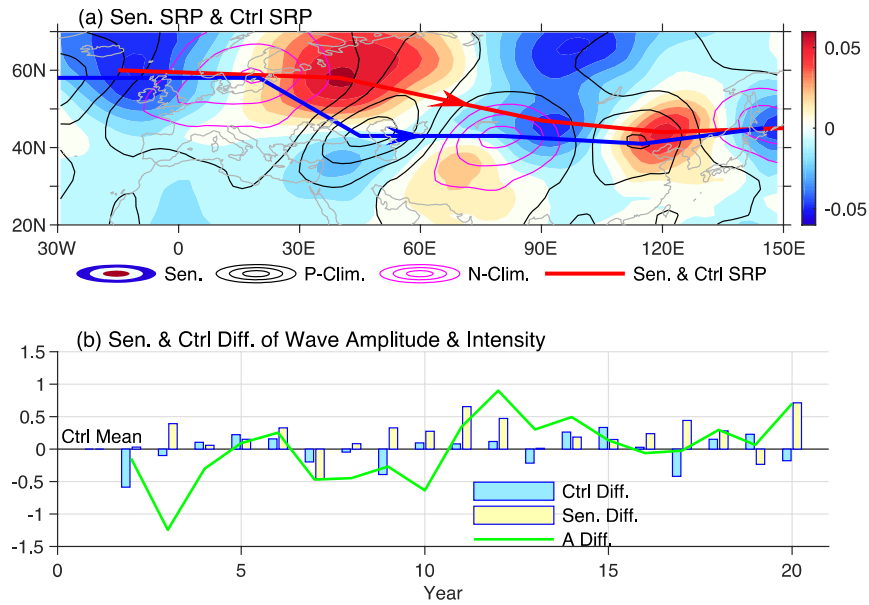 (a) Sen. SRP & Ctrl SRP
60N
40N
20N
30W 0 30E 60E 90E 120E 150E
0.05
0
-0.05
Sen. P-Clim. N-Clim. Sen. & Ctrl SRP
(b) Sen. & Ctrl Diff. of Wave Amplitude & Intensity
1.5
1
0.5
0
-0.5
-1
-1.5
Ctrl Mean
Ctrl Diff.
Sen. Diff.
A Diff.
0 5 10 15 20
Year